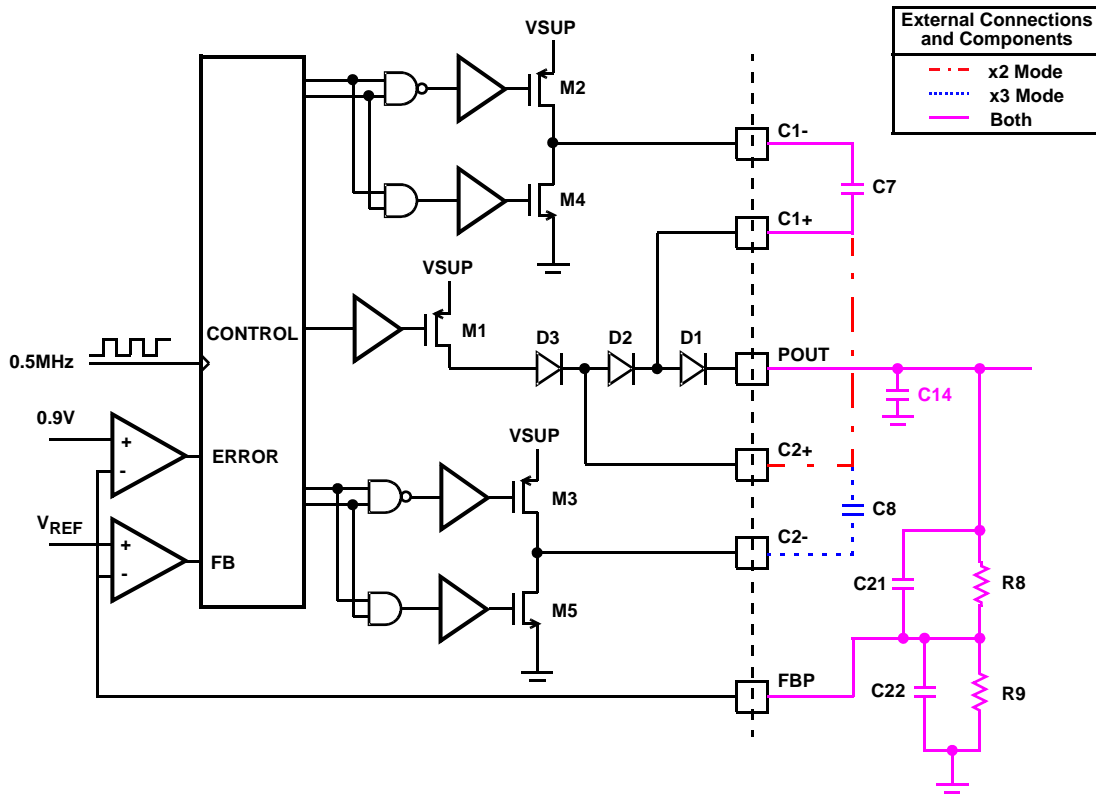 External Connections
and Components
x2 Mode
x3 Mode
Both
VSUP
M2
C1-
C7
M4
C1+
VSUP
CONTROL
M1
D3
D2
D1
POUT
0.5MHz
C14
0.9V
+
-
ERROR
VSUP
C2+
M3
C8
VREF
+
-
FB
C2-
C21
R8
M5
FBP
C22
R9